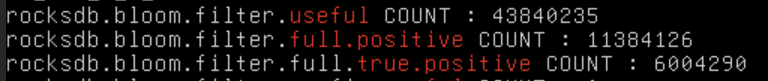 rocksdb.bloom.filter.useful COUNT : 43840235
rocksdb.bloom.filter.full.positive COUNT : 11384126
rocksdb.bloom.filter.full.true.positive COUNT : 6004290